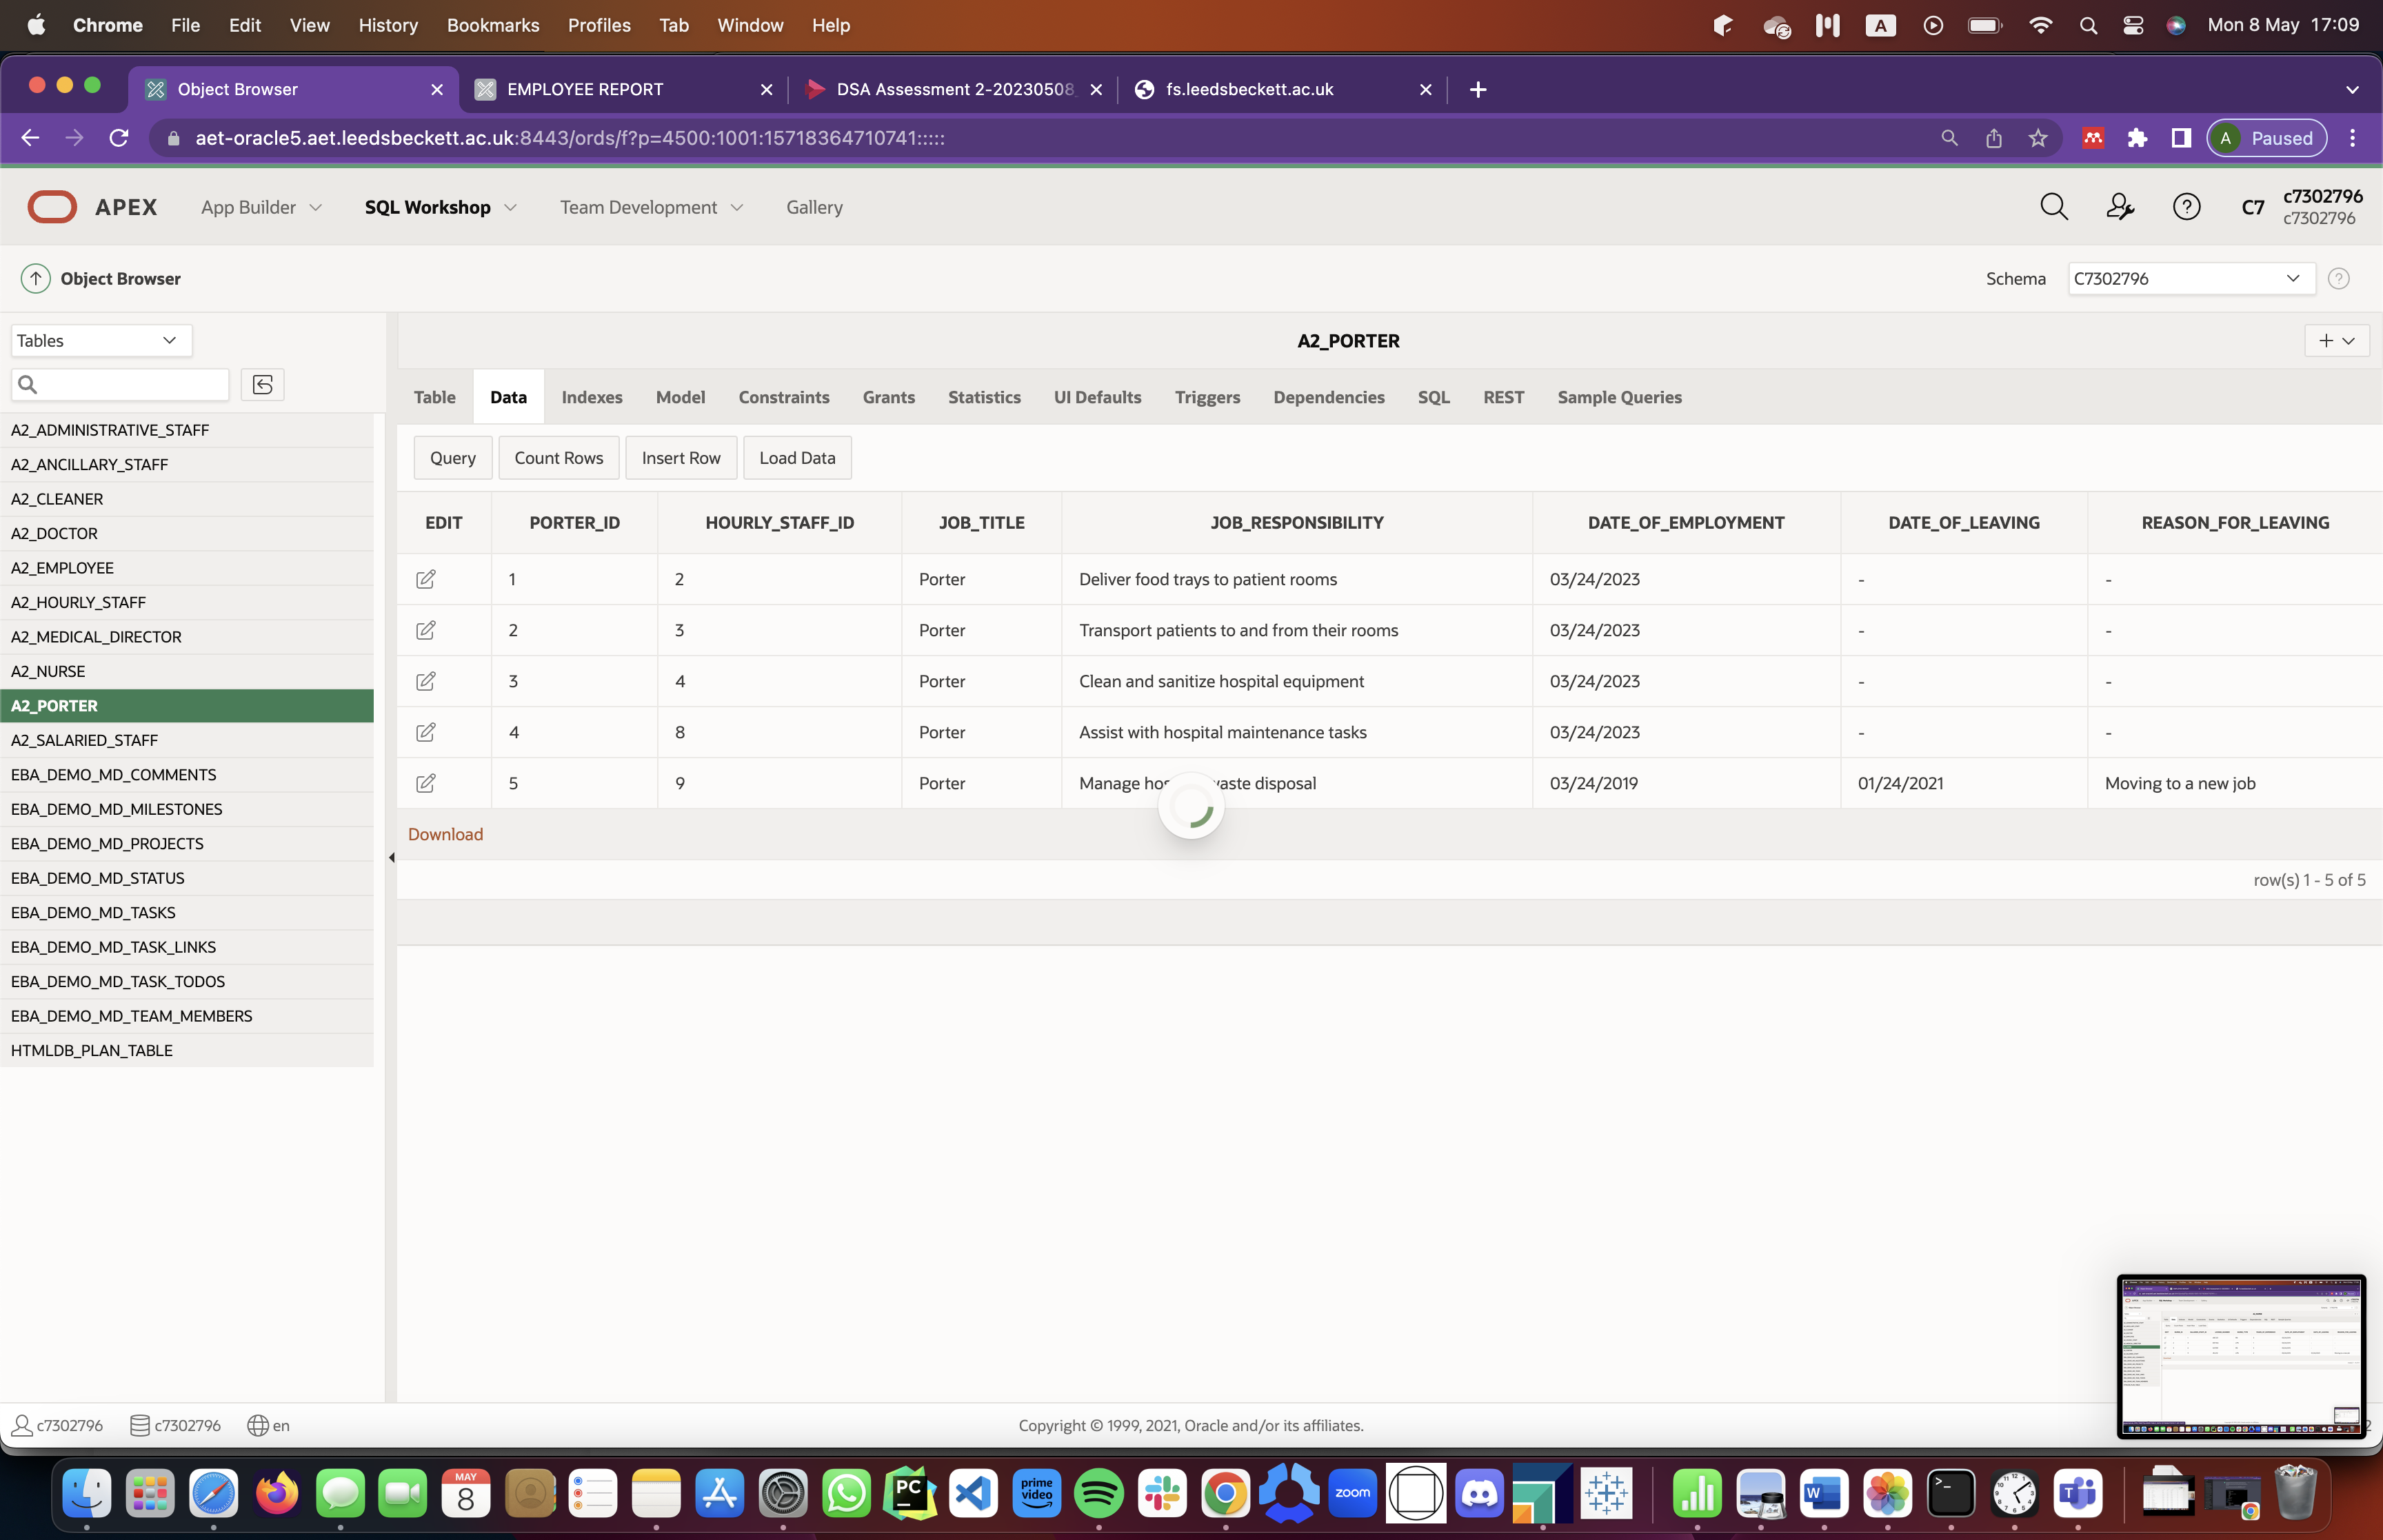 Chrome File Edit View History Bookmarks Profiles Tab Window Help A Mon 8 May 17:09
Object Browser EMPLOYEE REPORT DSA Assessment 2-20230508 fs.leedsbeckett.ac.uk
aet-oracle5.aet.leedsbeckett.ac.uk:8443/ords/f?p=4500:1001:15718364710741::::: A Paused
APEX App Builder SQL Workshop Team Development Gallery C7 c7302796
c7302796
Object Browser Schema C7302796
Tables A2_PORTER
Table Data Indexes Model Constraints Grants Statistics UI Defaults Triggers Dependencies SQL REST Sample Queries
Query Count Rows Insert Row Load Data
EDIT PORTER_ID HOURLY_STAFF_ID JOB_TITLE JOB_RESPONSIBILITY DATE_OF_EMPLOYMENT DATE_OF_LEAVING REASON_FOR_LEAVING
1 2 Porter Deliver food trays to patient rooms 03/24/2023 - -
2 3 Porter Transport patients to and from their rooms 03/24/2023 - -
3 4 Porter Clean and sanitize hospital equipment 03/24/2023 - -
4 8 Porter Assist with hospital maintenance tasks 03/24/2023 - -
5 9 Porter Manage disposal 03/24/2019 01/24/2021 Moving to a new job
Download
row(s) 1 - 5 of 5
A2_ADMINISTRATIVE_STAFF
A2_ANCILLARY_STAFF
A2_CLEANER
A2_DOCTOR
A2_EMPLOYEE
A2_HOURLY_STAFF
A2_MEDICAL_DIRECTOR
A2_NURSE
A2_PORTER
A2_SALARIED_STAFF
EBA_DEMO_MD_COMMENTS
EBA_DEMO_MD_MILESTONES
EBA_DEMO_MD_PROJECTS
EBA_DEMO_MD_STATUS
EBA_DEMO_MD_TASKS
EBA_DEMO_MD_TASK_LINKS
EBA_DEMO_MD_TASK_TODOS
EBA_DEMO_MD_TEAM_MEMBERS
HTMLDB_PLAN_TABLE
c7302796 c7302796 en Copyright © 1999, 2021, Oracle and/or its affiliates.
MAY
8
PC
prime video
zoom
W
T